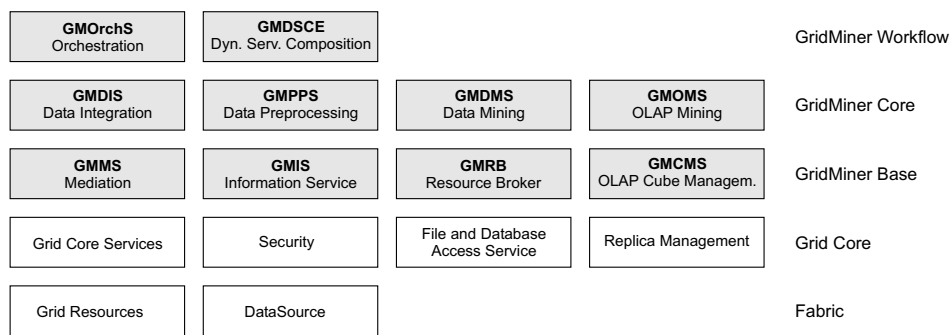 GMOrchS
Orchestration
GMDSCE
Dyn. Serv. Composition
GridMiner Workflow
GMDIS
Data Integration
GMPPS
Data Preprocessing
GMDMS
Data Mining
GMOMS
OLAP Mining
GridMiner Core
GMMS
Mediation
GMIS
Information Service
GMRB
Resource Broker
GMCMS
OLAP Cube Managem.
GridMiner Base
Grid Core Services
Security
File and Database
Access Service
Replica Management
Grid Core
Grid Resources
DataSource
Fabric